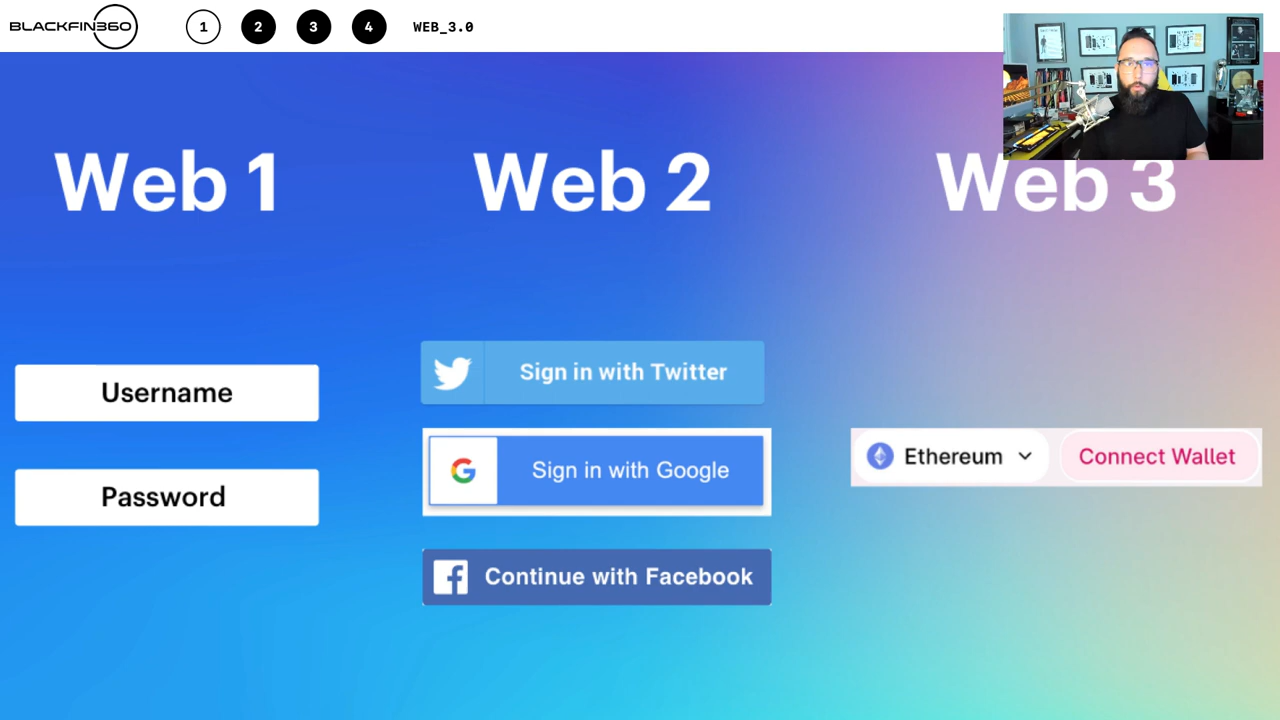 BLACKFIN360
1 2 3 4 WEB_3.0
Web 1
Username
Password
Web 2
Sign in with Twitter
Sign in with Google
Continue with Facebook
Web 3
Ethereum
Connect Wallet